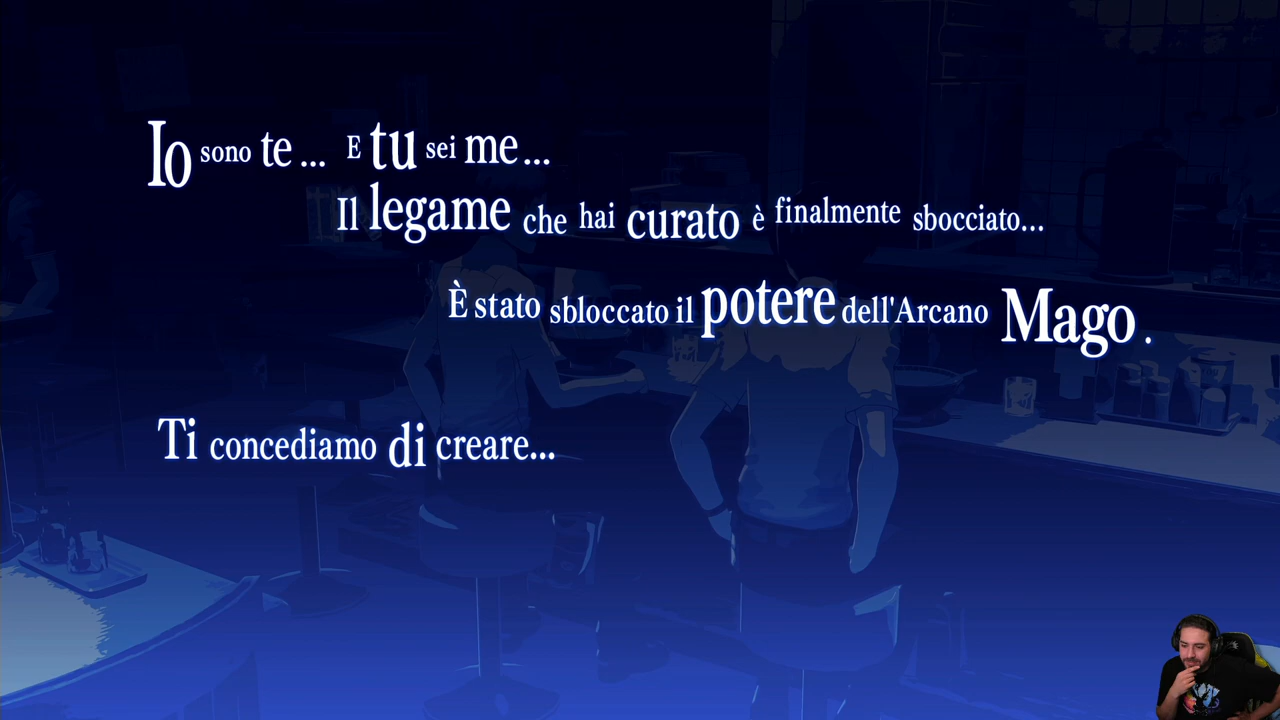 Io sono te... E tu sei me...
Il legame che hai curato è finalmente sbocciato...
È stato sbloccato il potere dell'Arcano Mago.
Ti concediamo di creare...